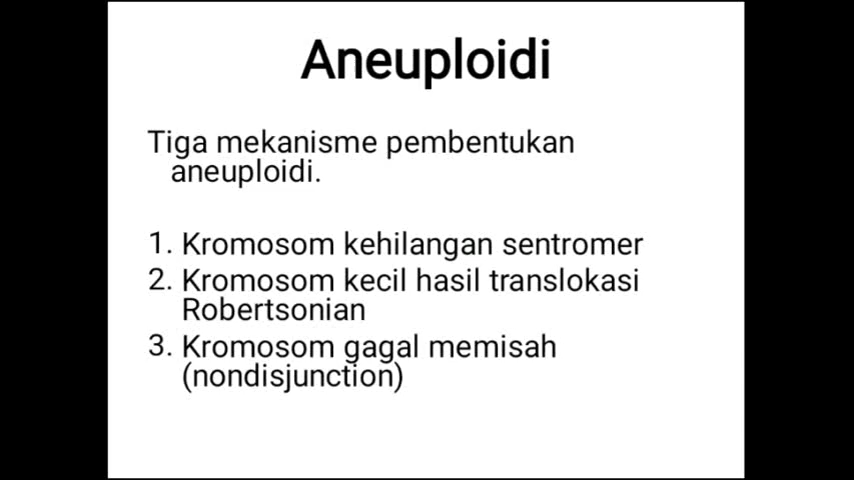 Aneuploidi
Tiga mekanisme pembentukan
aneuploidi.
1. Kromosom kehilangan sentromer
2. Kromosom kecil hasil translokasi
Robertsonian
3. Kromosom gagal memisah
(nondisjunction)